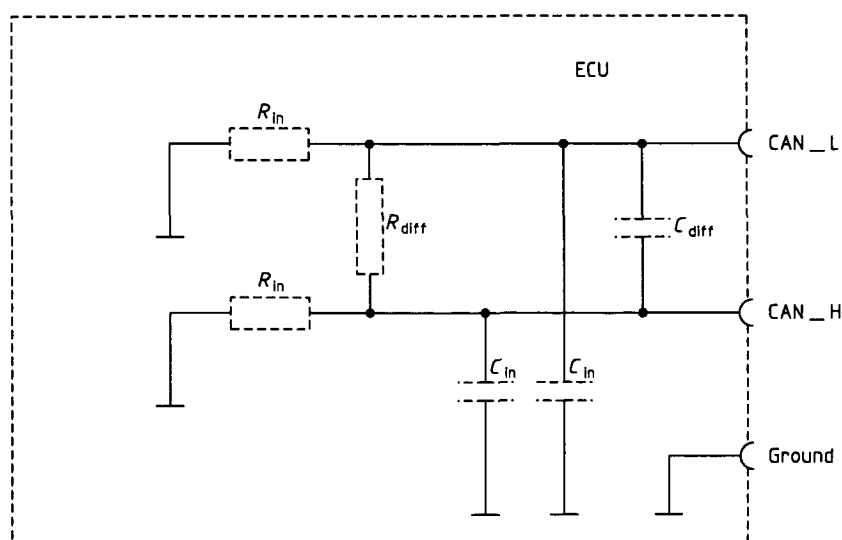 ECU
R_in
CAN_L
R_diff
C_diff
R_in
CAN_H
C_in
C_in
Ground